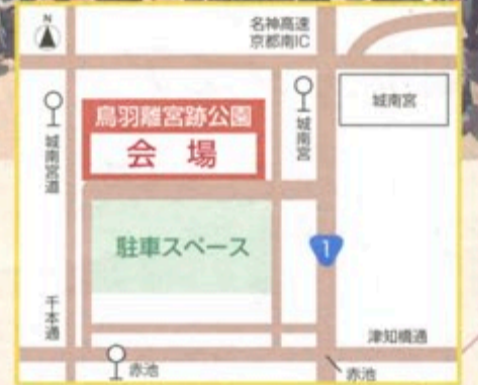 N
名神高速
京都南IC
城南宮
鳥羽離宮跡公園
会場
城南宮道
城南宮
駐車スペース
1
千本通
津知橋通
赤池
赤池